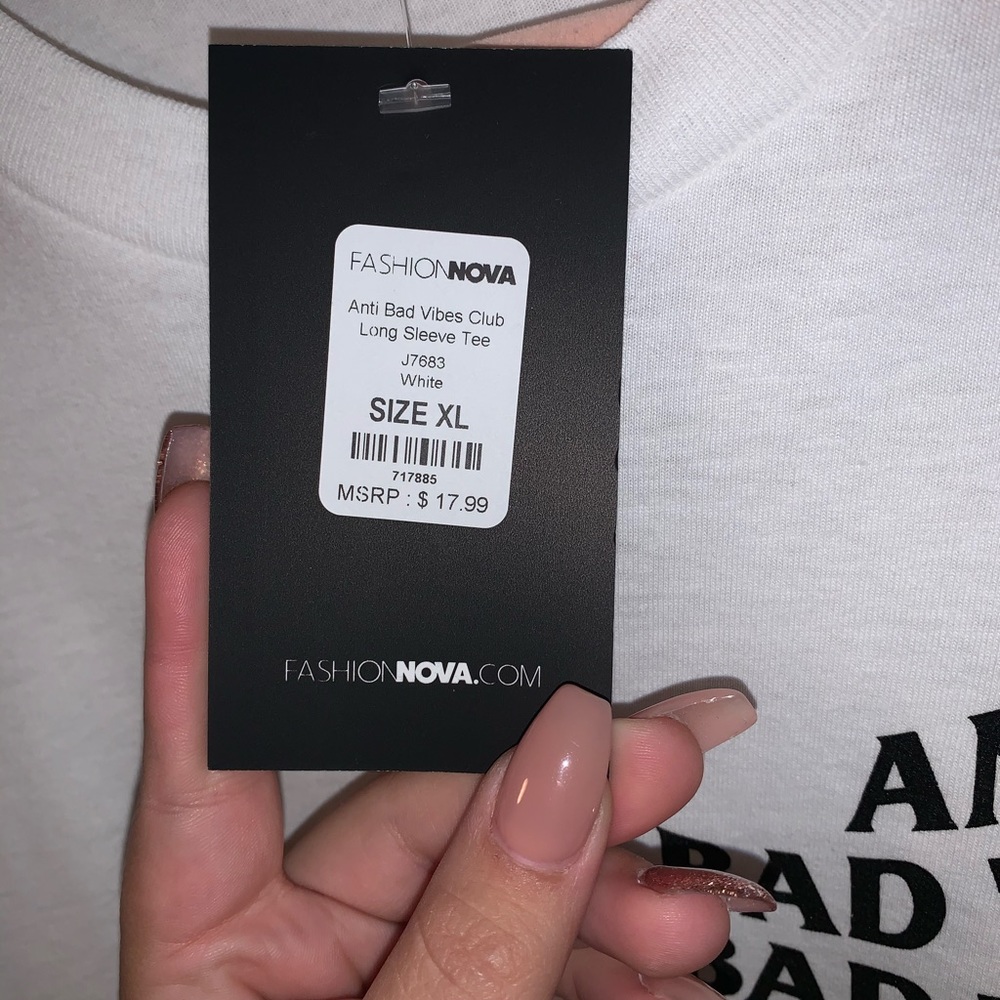 FASHIONNOVA
Anti Bad Vibes Club
Long Sleeve Tee
J7683
White
SIZE XL
717885
MSRP : $ 17.99
FASHIONNOVA.COM
BAD
BAD